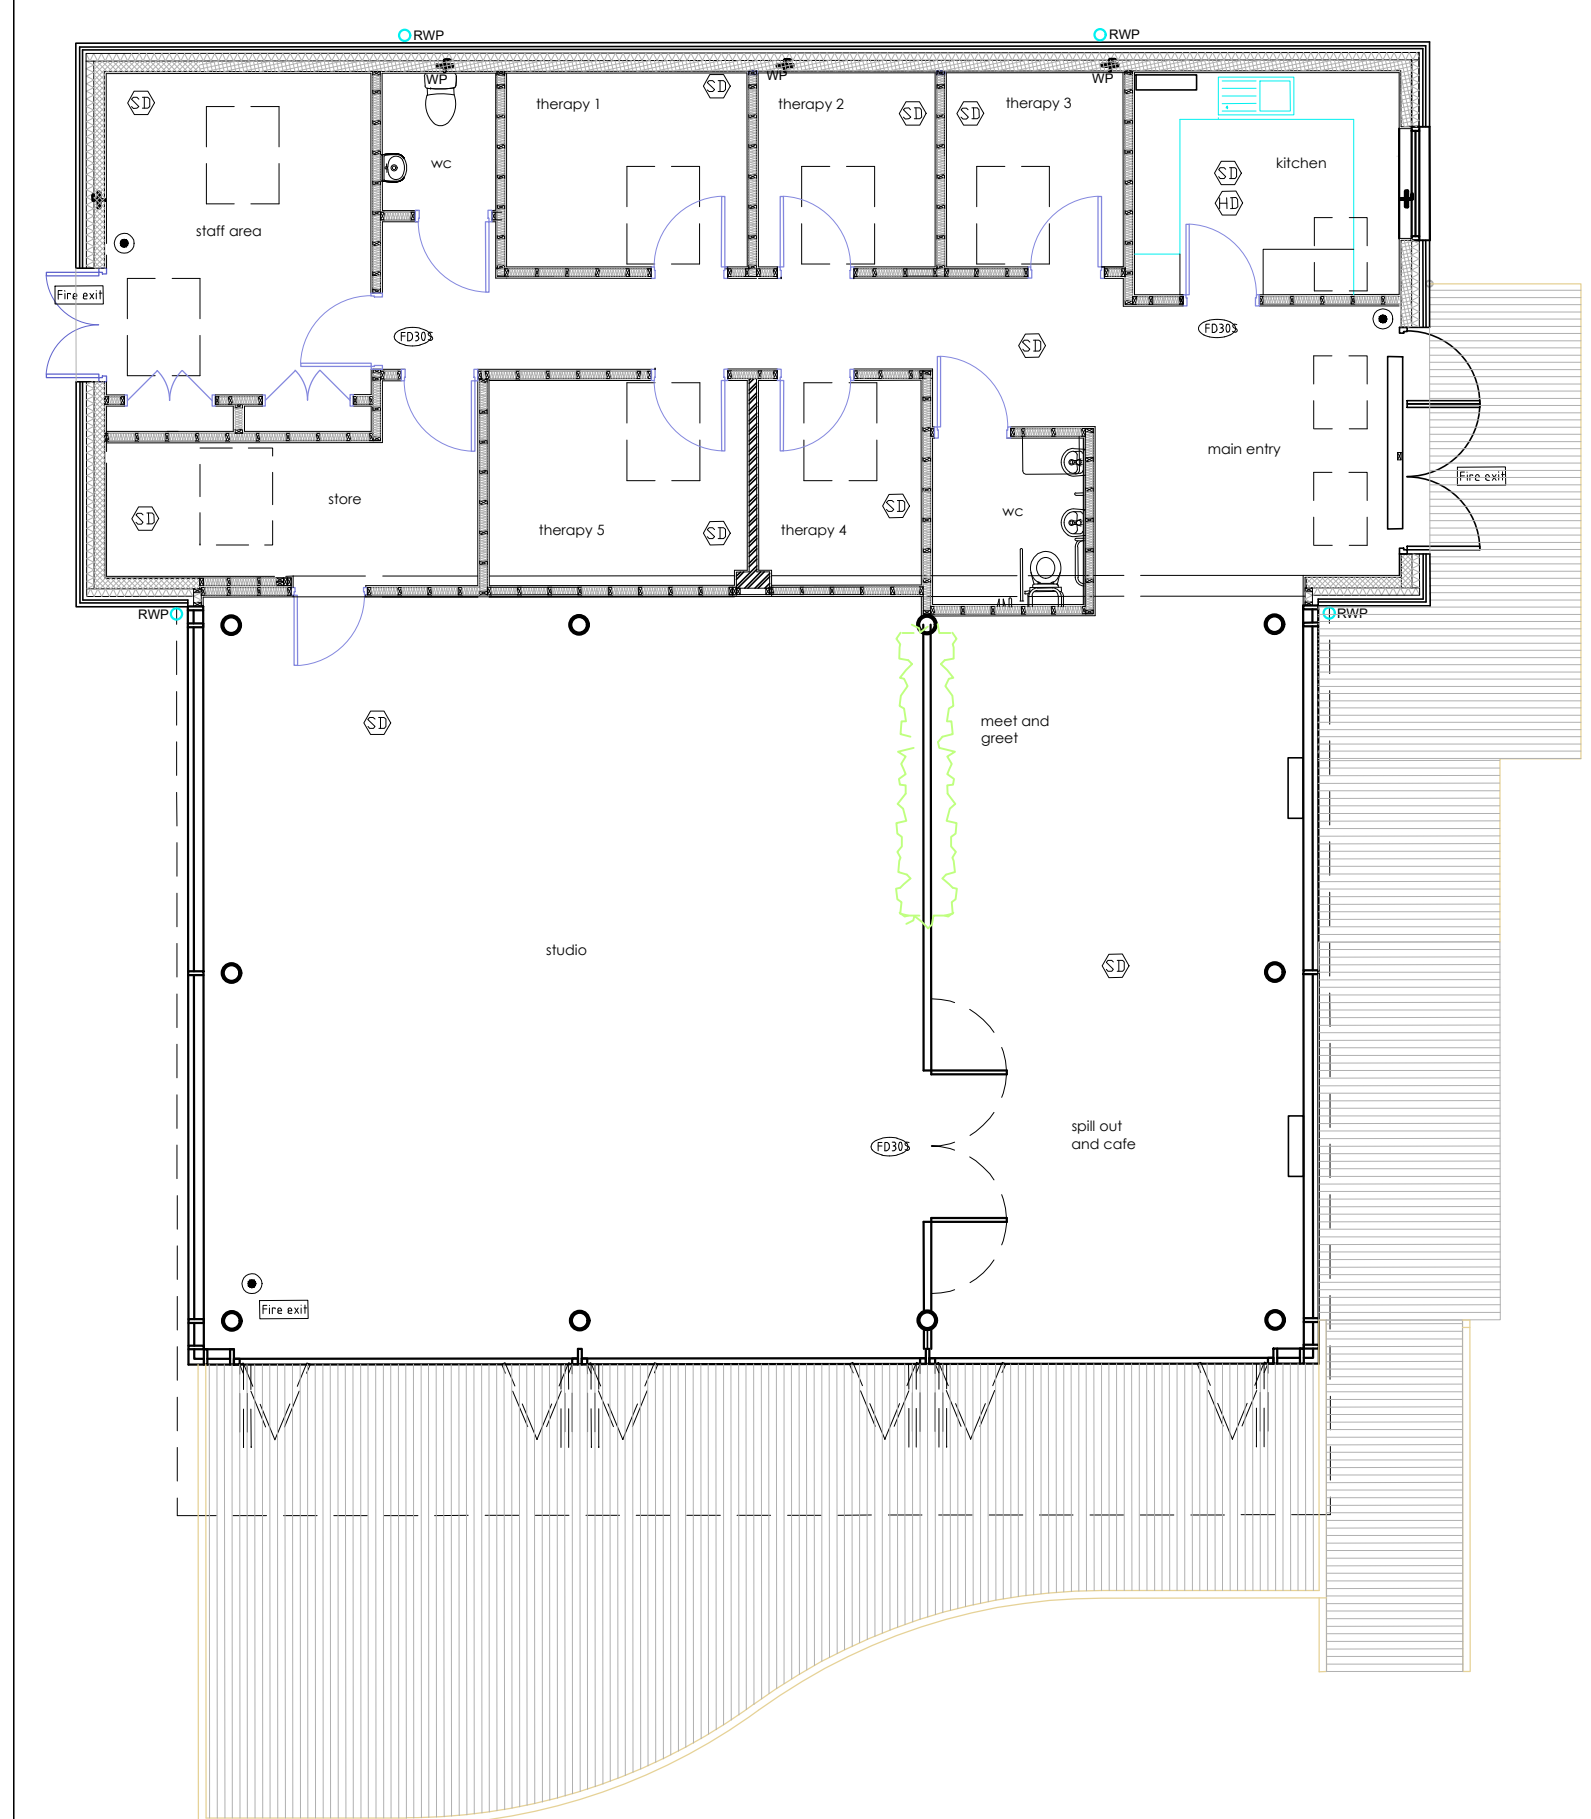 RWP
RWP
WP
WP
WP
SD
therapy 1
SD
therapy 2
SD
SD
therapy 3
wc
SD
kitchen
HD
staff area
Fire exit
FD30S
SD
FD30S
main entry
Fire exit
store
SD
therapy 5
SD
therapy 4
SD
wc
RWP
RWP
SD
meet and
greet
studio
SD
spill out
and cafe
FD30S
Fire exit